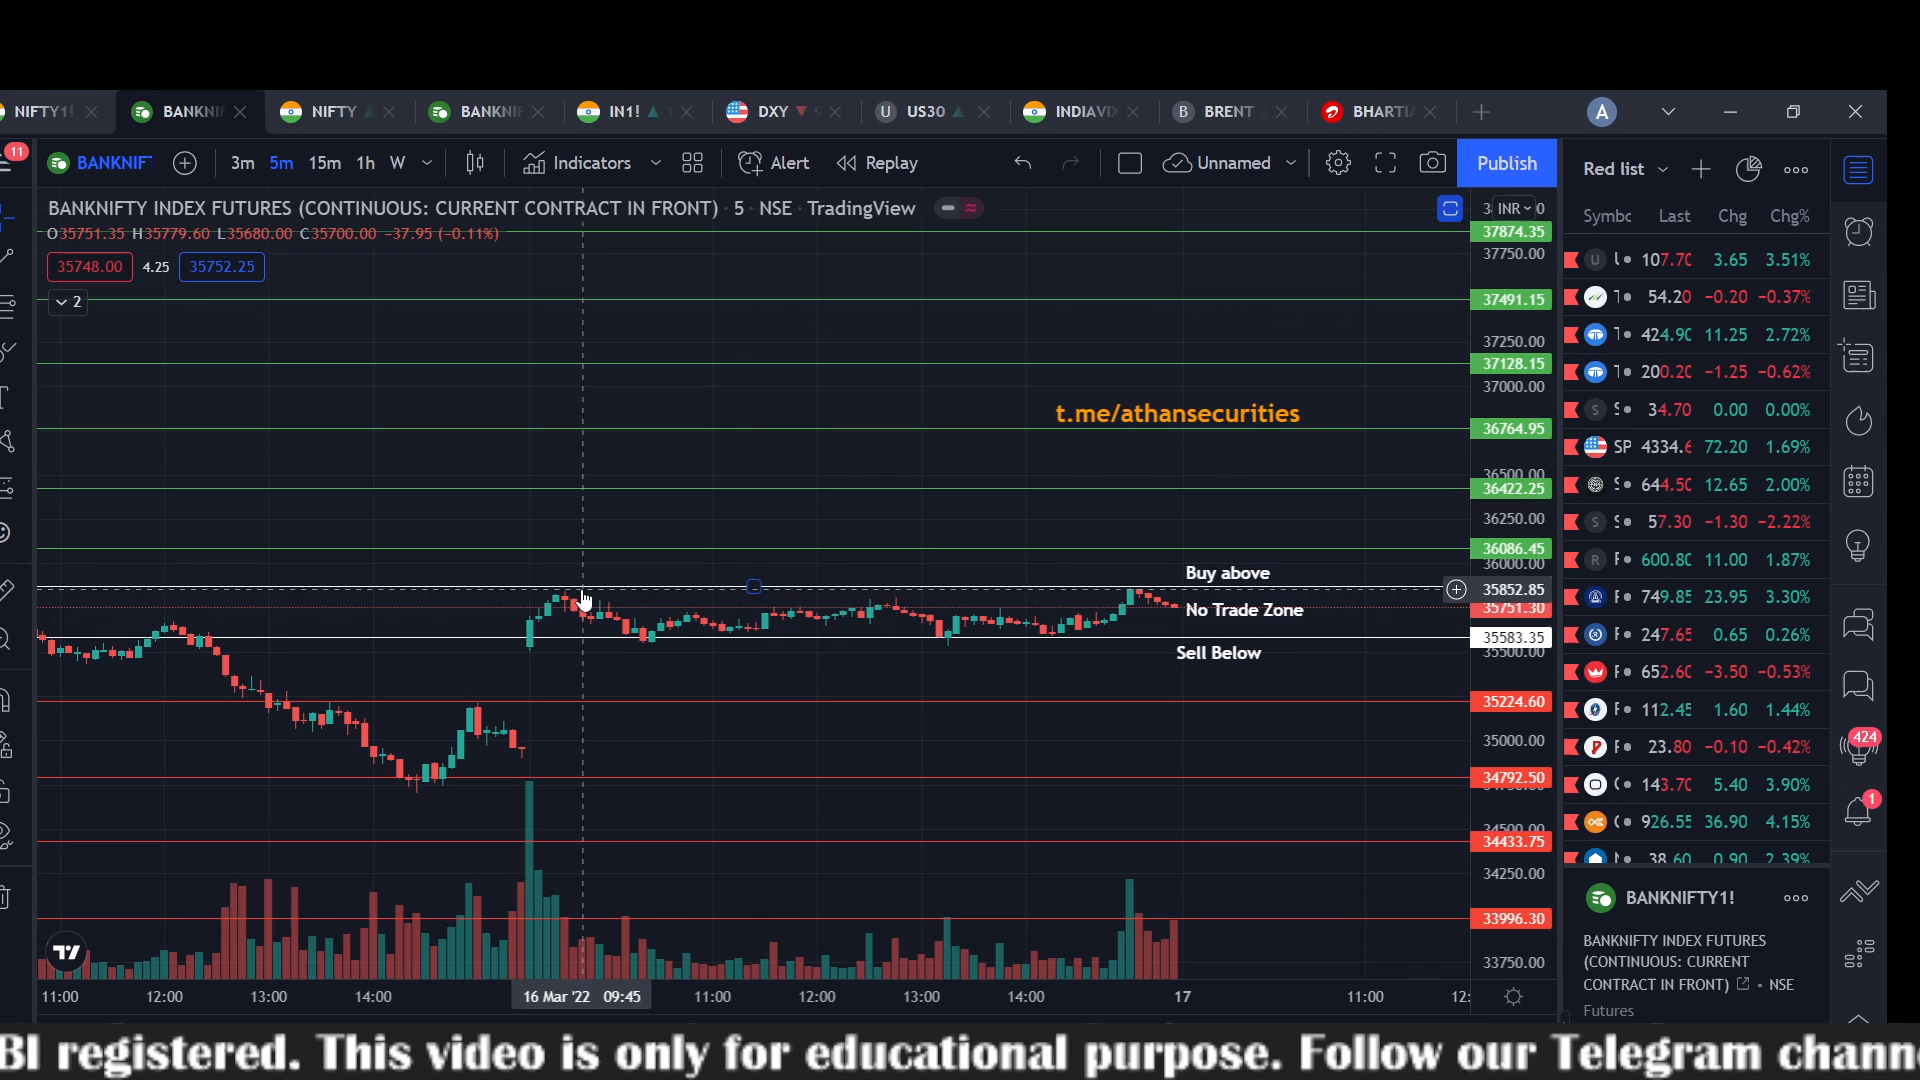 NIFTY1! BANKNIF NIFTY BANKNIF IN1! DXY US30 INDIAVI BRENT BHARTI A
11 BANKNIF 3m 5m 15m 1h W Indicators Alert Replay Unnamed Publish Red list
BANKNIFTY INDEX FUTURES (CONTINUOUS: CURRENT CONTRACT IN FRONT) · 5 · NSE · TradingView
INR
Last Chg Chg%
O35751.35 H35779.60 L35680.00 C35700.00 −37.95 (−0.11%)
35748.00 4.25 35752.25
2
37874.35
37750.00
37491.15
37250.00
37128.15
37000.00
t.me/athansecurities
36764.95
36500.00
36422.25
36250.00
36086.45
36000.00
Buy above
35852.85
35751.30
No Trade Zone
35583.35
35500.00
Sell Below
35224.60
35000.00
34792.50
34500.00
34433.75
34250.00
33996.30
33750.00
11:00 12:00 13:00 14:00 16 Mar '22 09:45 11:00 12:00 13:00 14:00 17 11:00 12:
U 107.70 3.65 3.51%
54.20 −0.20 −0.37%
424.90 11.25 2.72%
200.20 −1.25 −0.62%
S 34.70 0.00 0.00%
SP 4334.6 72.20 1.69%
644.50 12.65 2.00%
S 57.30 −1.30 −2.22%
R 600.80 11.00 1.87%
749.85 23.95 3.30%
247.65 0.65 0.26%
652.60 −3.50 −0.53%
112.45 1.60 1.44%
23.80 −0.10 −0.42%
143.70 5.40 3.90%
926.55 36.90 4.15%
38.60 0.90 2.39%
424
1
BANKNIFTY1!
BANKNIFTY INDEX FUTURES
(CONTINUOUS: CURRENT
CONTRACT IN FRONT) • NSE
Futures
BI registered. This video is only for educational purpose. Follow our Telegram chann